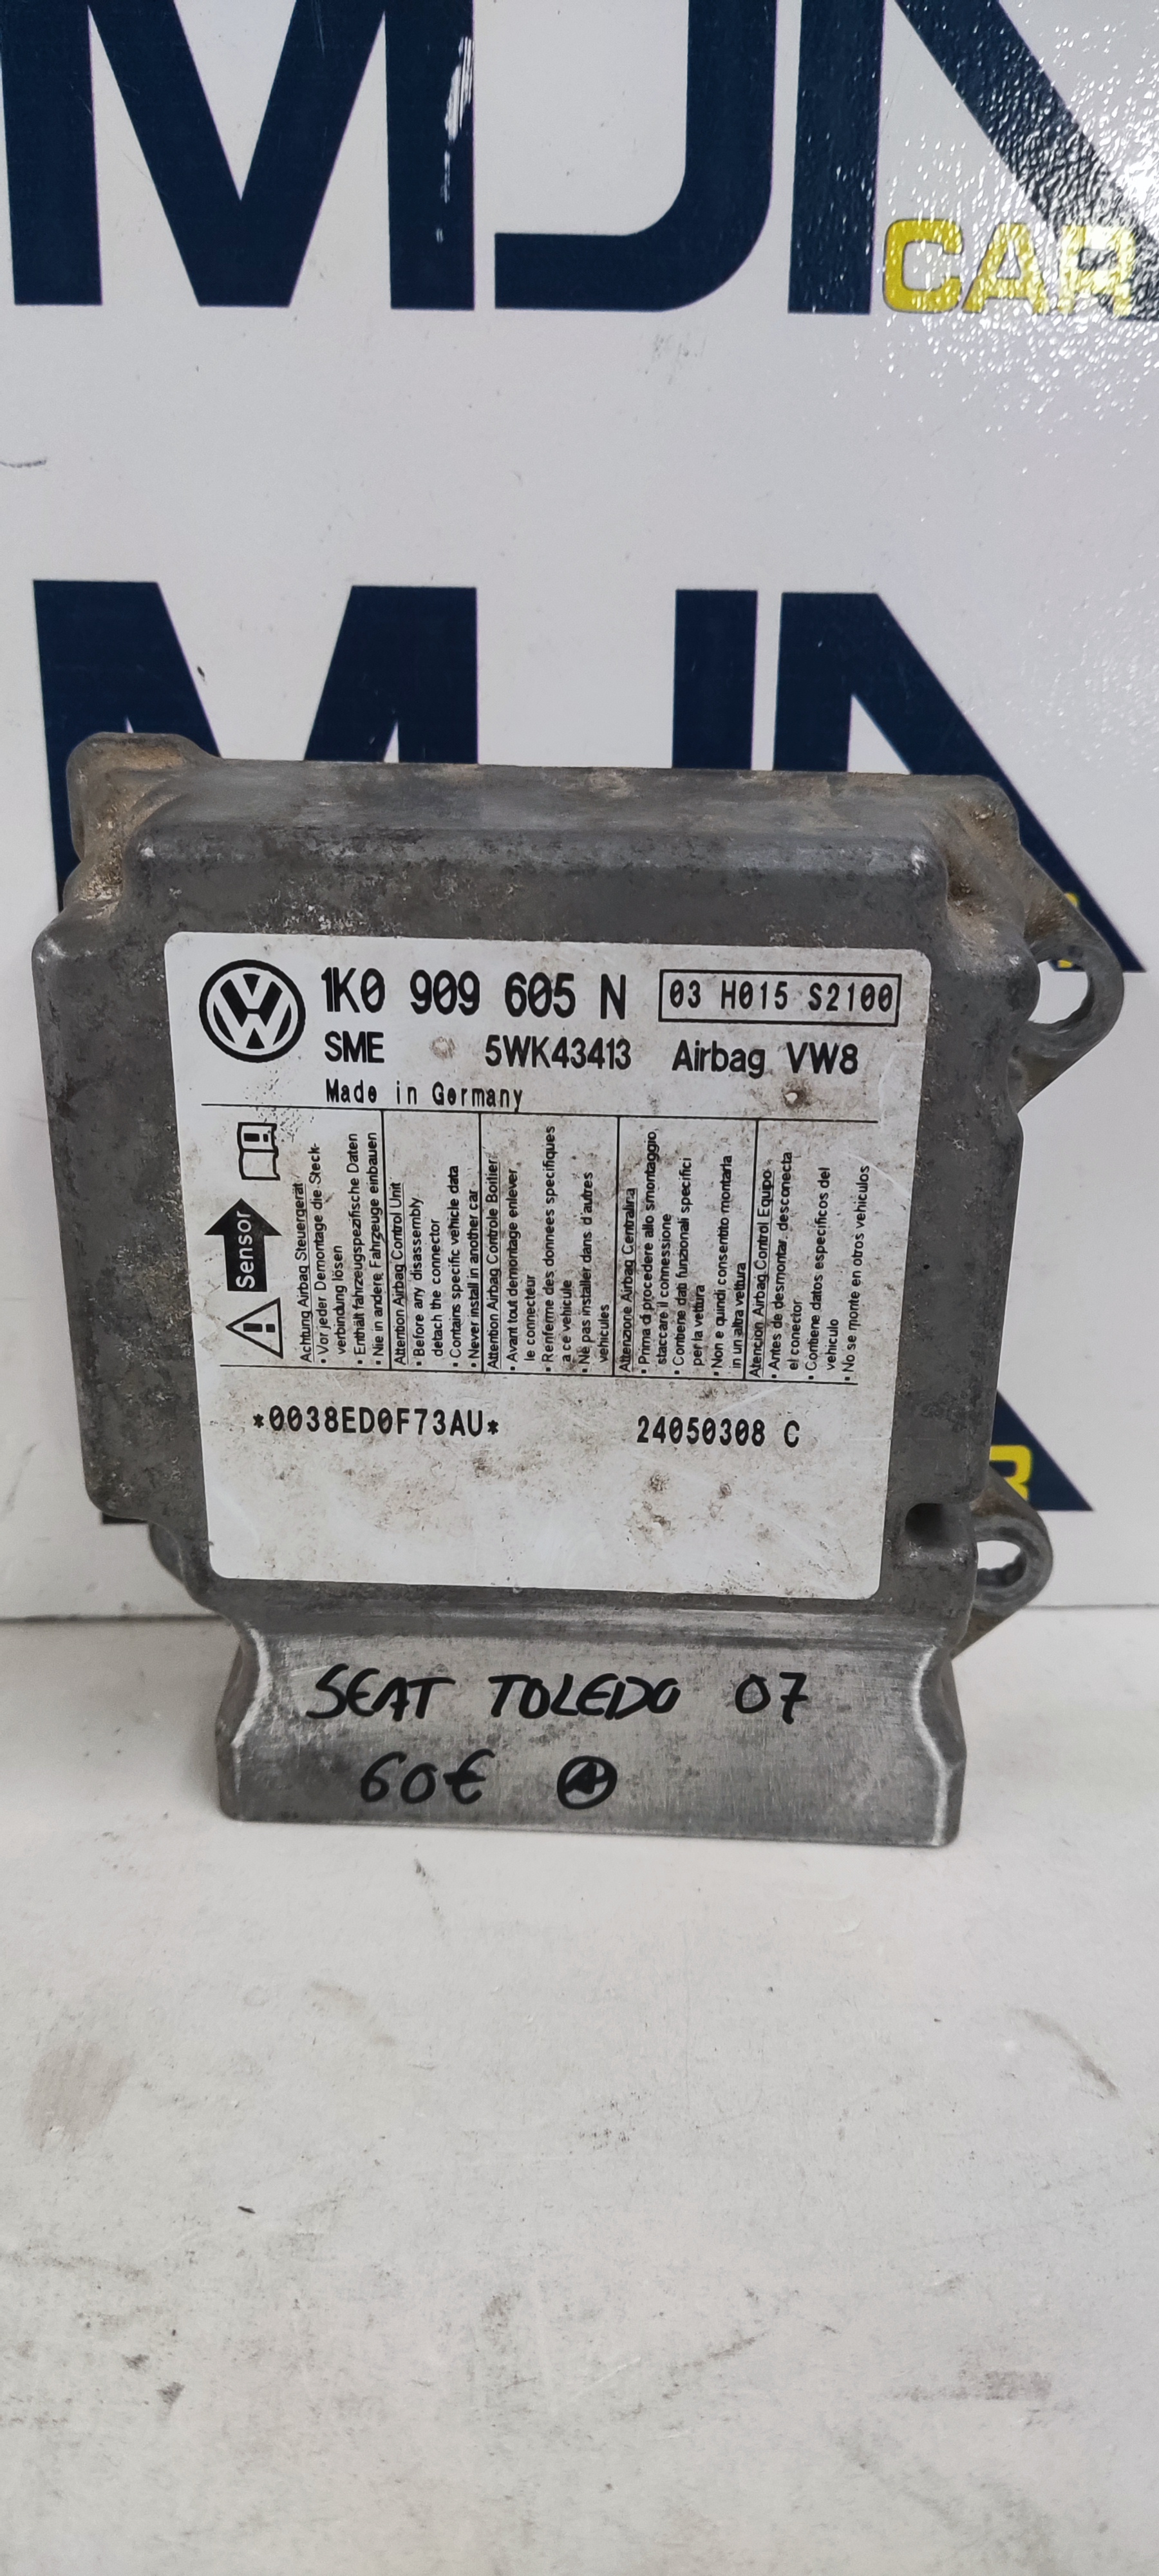 MJN
CAR
MJN
1K0 909 605 N
03 H015 S2100
SME
5WK43413
Airbag VW8
Made in Germany
Sensor
Achtung Airbag Steuergerät
• Vor jeder Demontage die Steck-
verbindung lösen
• Enthält fahrzeugspezifische Daten
• Nie in andere Fahrzeuge einbauen
Attention Airbag Control Unit
• Before any disassembly
detach the connector
• Contains specific vehicle data
• Never install in another car
Attention Airbag Controle Boitier
• Avant tout demontage enlever
le connecteur
• Renferme des donnees specifiques
a ce vehicule
• Ne pas installer dans d'autres
vehicules
Attenzione Airbag Centralina
• Prima di procedere allo smontaggio
staccare il connessione
• Contiene dati funzionali specifici
per la vettura
• Non e quindi consentito montarla
in un altra vettura
Atencion Airbag Control Equipo
• Antes de desmontar, desconecta
el conector
• Contiene datos especificos del
vehiculo
• No se monte en otros vehiculos
*0038ED0F73AU*
24050308 C
SEAT TOLEDO 07
60€ A